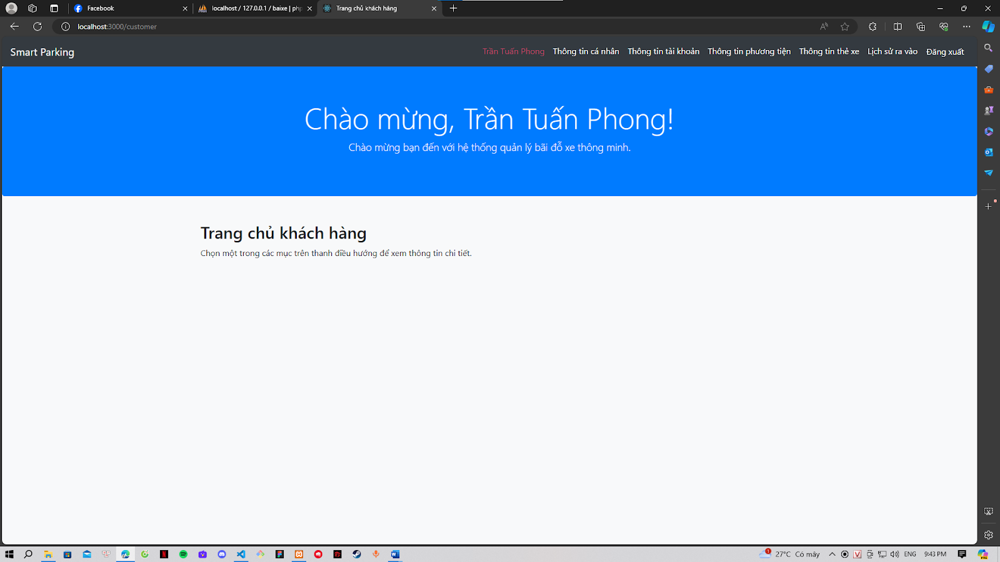 Facebook
localhost / 127.0.0.1 / baixe | php
Trang chủ khách hàng
localhost:3000/customer
Smart Parking
Trần Tuấn Phong
Thông tin cá nhân
Thông tin tài khoản
Thông tin phương tiện
Thông tin thẻ xe
Lịch sử ra vào
Đăng xuất
Chào mừng, Trần Tuấn Phong!
Chào mừng bạn đến với hệ thống quản lý bãi đỗ xe thông minh.
Trang chủ khách hàng
Chọn một trong các mục trên thanh điều hướng để xem thông tin chi tiết.
27°C Có mây
ENG
9:43 PM